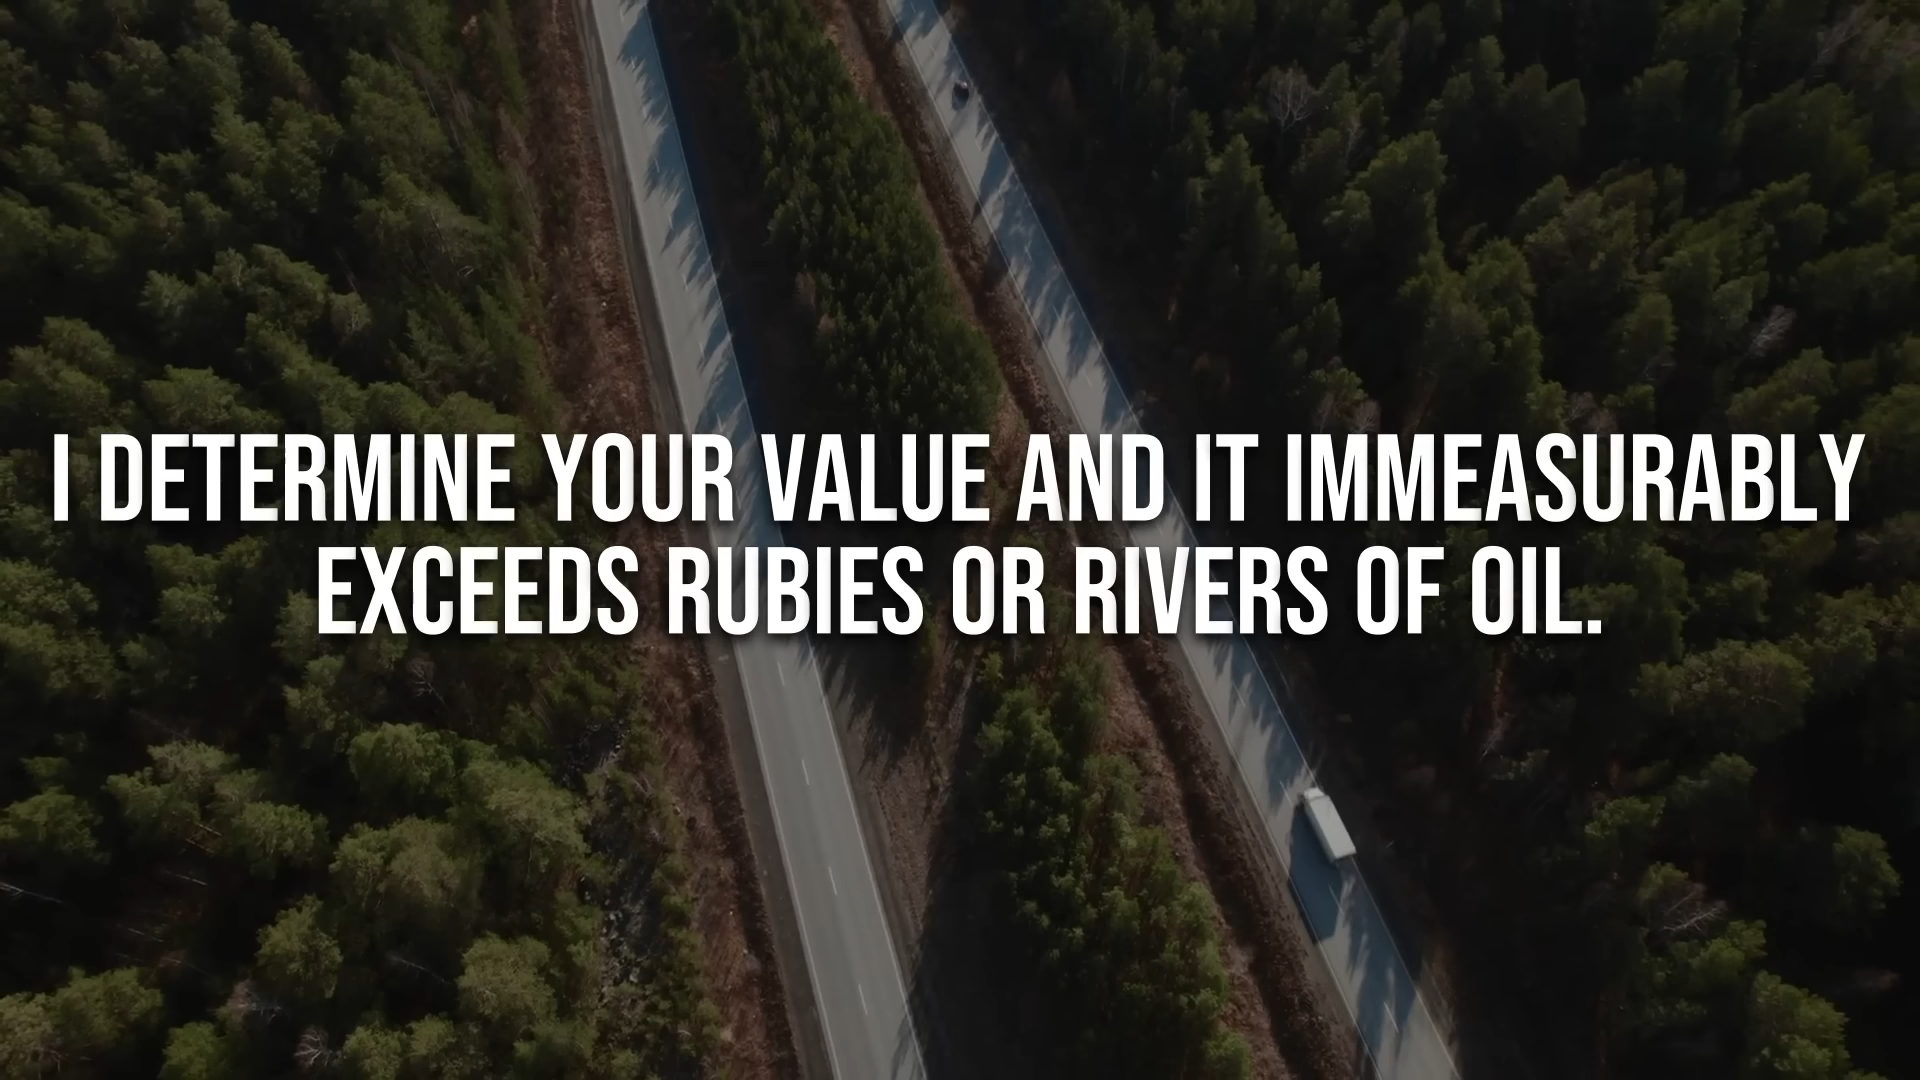 I DETERMINE YOUR VALUE AND IT IMMEASURABLY
EXCEEDS RUBIES OR RIVERS OF OIL.